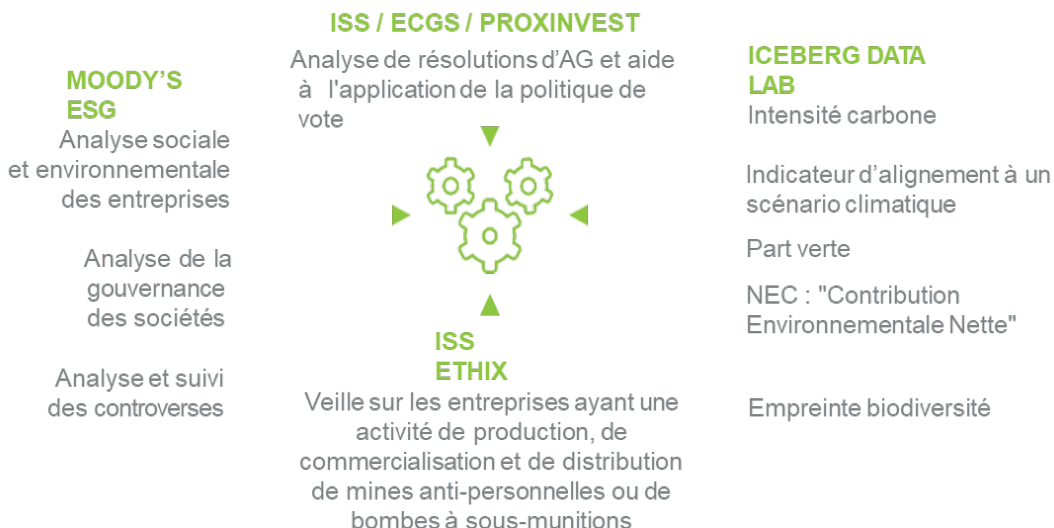 MOODY'S
ESG
Analyse sociale
et environnementale
des entreprises
Analyse de la
gouvernance
des sociétés
Analyse et suivi
des controverses
ISS / ECGS / PROXINVEST
Analyse de résolutions d'AG et aide
à l'application de la politique de
vote
ISS
ETHIX
Veille sur les entreprises ayant une
activité de production, de
commercialisation et de distribution
de mines anti-personnelles ou de
bombes à sous-munitions
ICEBERG DATA
LAB
Intensité carbone
Indicateur d'alignement à un
scénario climatique
Part verte
NEC : "Contribution
Environnementale Nette"
Empreinte biodiversité